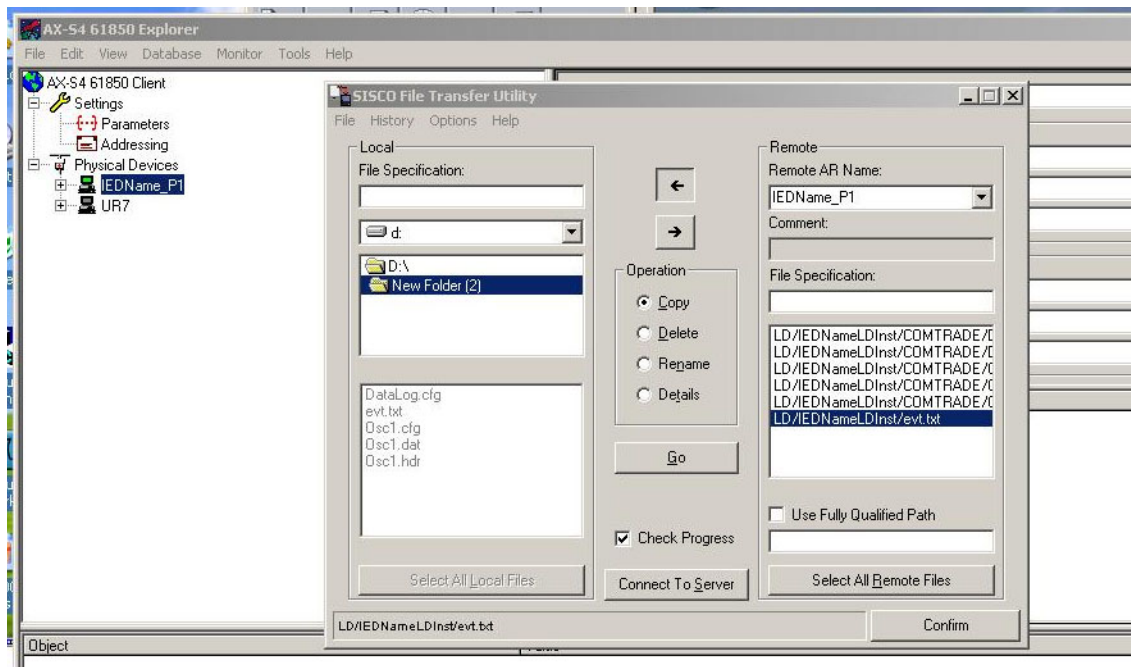 AX-S4 61850 Explorer
File Edit View Database Monitor Tools Help
AX-S4 61850 Client
Settings
Parameters
Addressing
Physical Devices
IEDName_P1
UR7
SISCO File Transfer Utility
File History Options Help
Local
File Specification:
d:
D:\
New Folder (2)
DataLog.cfg
evt.txt
Osc1.cfg
Osc1.dat
Osc1.hdr
Select All Local Files
Operation
Copy
Delete
Rename
Details
Go
Check Progress
Connect To Server
Remote
Remote AR Name:
IEDName_P1
Comment:
File Specification:
LD/IEDNameLDInst/COMTRADE/
LD/IEDNameLDInst/COMTRADE/
LD/IEDNameLDInst/COMTRADE/
LD/IEDNameLDInst/COMTRADE/
LD/IEDNameLDInst/COMTRADE/
LD/IEDNameLDInst/evt.txt
Use Fully Qualified Path
Select All Remote Files
LD/IEDNameLDInst/evt.txt
Confirm
Object